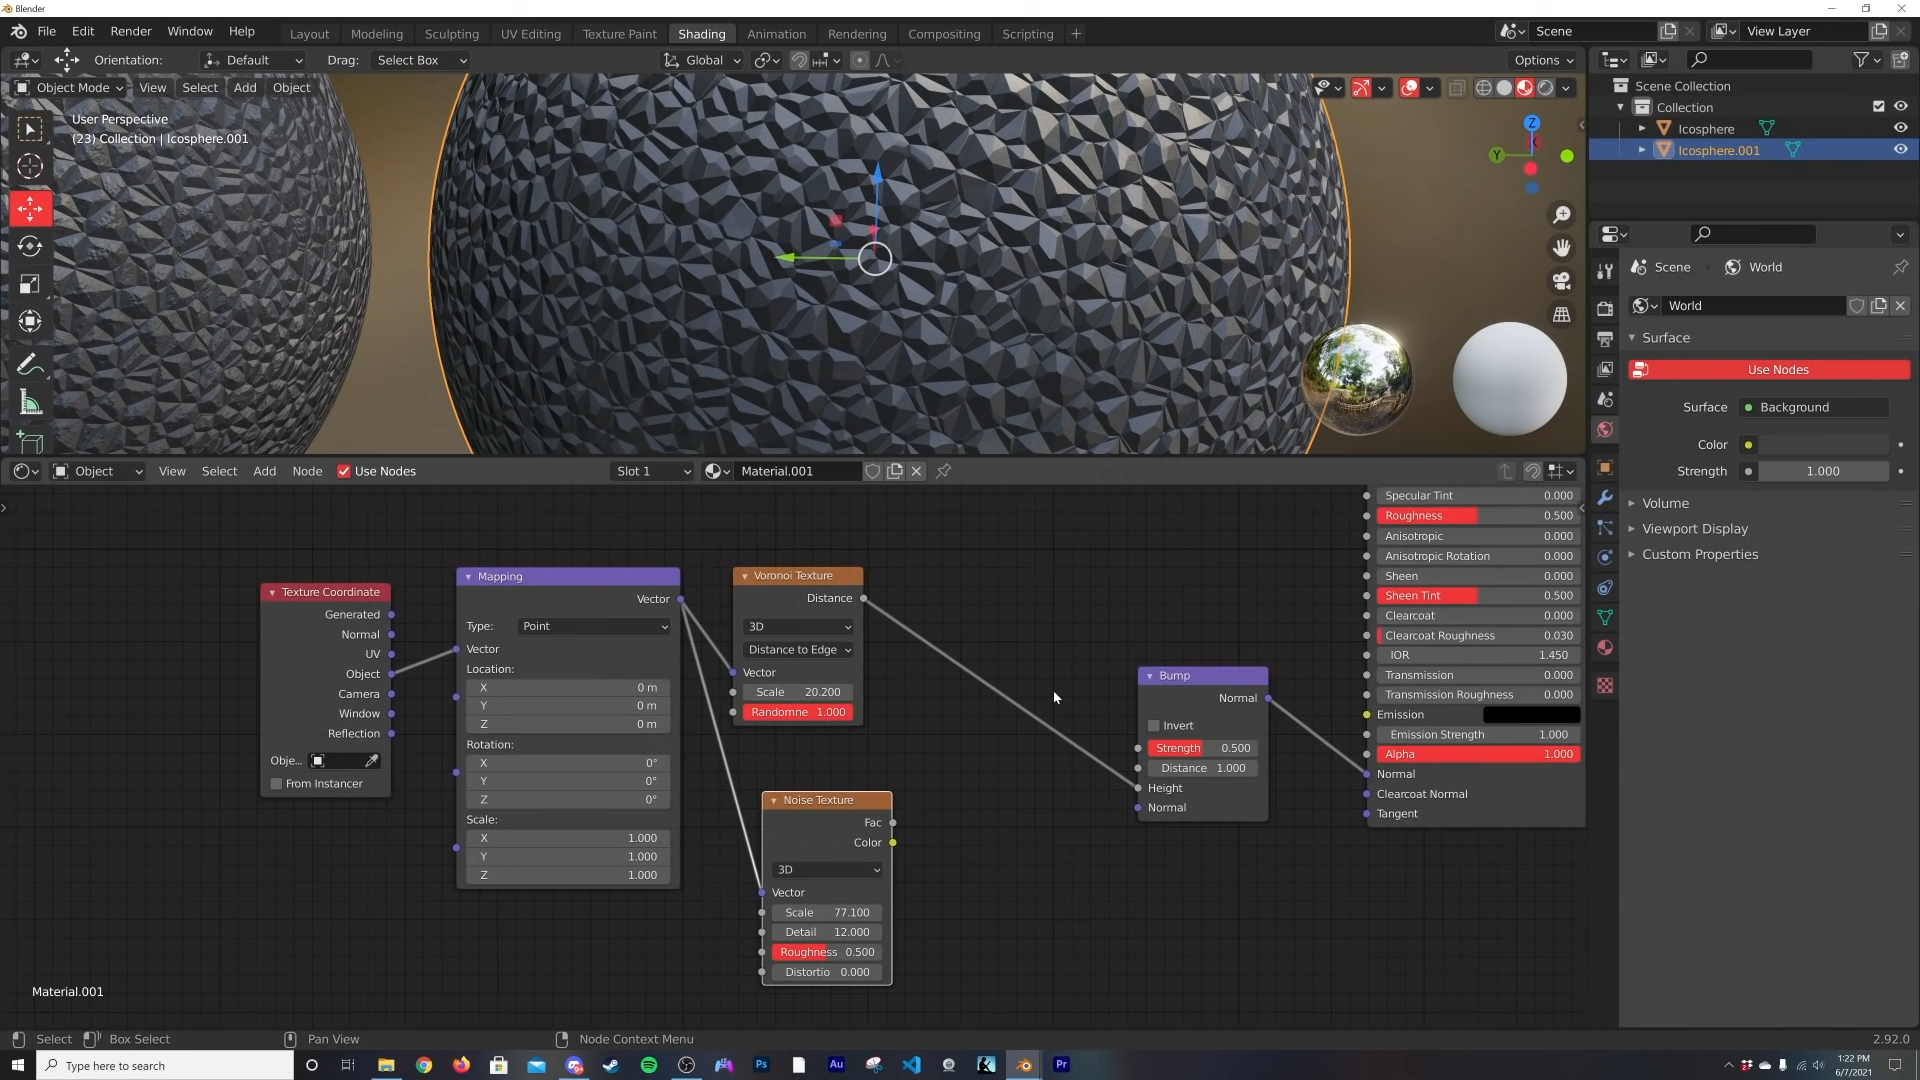 Blender
File Edit Render Window Help
Layout Modeling Sculpting UV Editing Texture Paint Shading Animation Rendering Compositing Scripting +
Scene
View Layer
Orientation: Default Drag: Select Box
Global
Options
Object Mode View Select Add Object
User Perspective
(23) Collection | Icosphere.001
Z
Y
X
Scene Collection
Collection
Icosphere
Icosphere.001
Scene World
World
Surface
Use Nodes
Surface Background
Color
Strength 1.000
Volume
Viewport Display
Custom Properties
Object View Select Add Node Use Nodes
Slot 1
Material.001
Texture Coordinate
Generated
Normal
UV
Object
Camera
Window
Reflection
Obje...
From Instancer
Mapping
Vector
Type: Point
Vector
Location:
X 0 m
Y 0 m
Z 0 m
Rotation:
X 0°
Y 0°
Z 0°
Scale:
X 1.000
Y 1.000
Z 1.000
Voronoi Texture
Distance
3D
Distance to Edge
Vector
Scale 20.200
Randomne 1.000
Noise Texture
Fac
Color
3D
Vector
Scale 77.100
Detail 12.000
Roughness 0.500
Distortio 0.000
Bump
Normal
Invert
Strength 0.500
Distance 1.000
Height
Normal
Specular Tint 0.000
Roughness 0.500
Anisotropic 0.000
Anisotropic Rotation 0.000
Sheen 0.000
Sheen Tint 0.500
Clearcoat 0.000
Clearcoat Roughness 0.030
IOR 1.450
Transmission 0.000
Transmission Roughness 0.000
Emission
Emission Strength 1.000
Alpha 1.000
Normal
Clearcoat Normal
Tangent
Material.001
Select Box Select Pan View Node Context Menu
2.92.0
Type here to search
Ps
Au
Pr
1:22 PM
6/7/2021